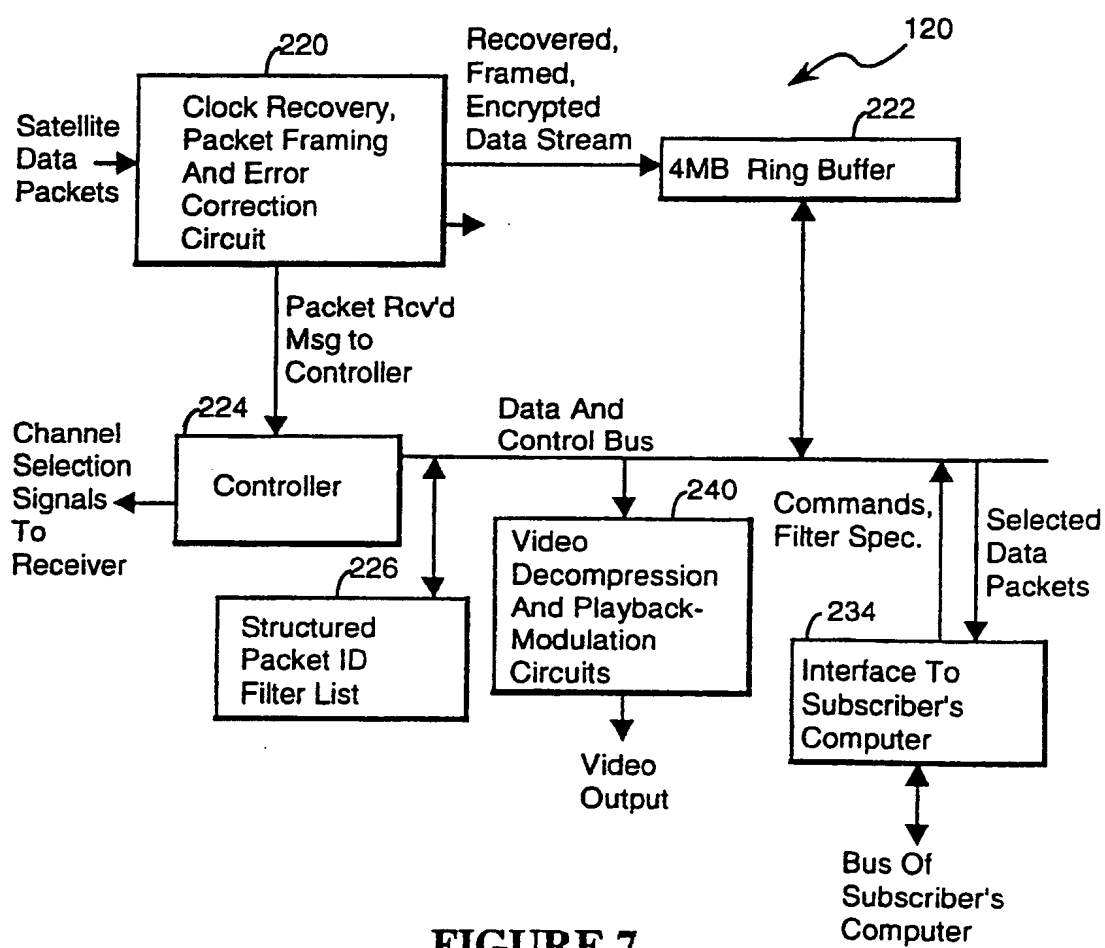 220
Recovered,
Framed,
Encrypted
Data Stream
120
Satellite
Data
Packets
Clock Recovery,
Packet Framing
And Error
Correction
Circuit
222
4MB Ring Buffer
Packet Rcv'd
Msg to
Controller
224
Channel
Selection
Signals
To
Receiver
Controller
Data And
Control Bus
226
Structured
Packet ID
Filter List
240
Video
Decompression
And Playback-
Modulation
Circuits
Video
Output
Commands,
Filter Spec.
Selected
Data
Packets
234
Interface To
Subscriber's
Computer
Bus Of
Subscriber's
Computer
FIGURE 7